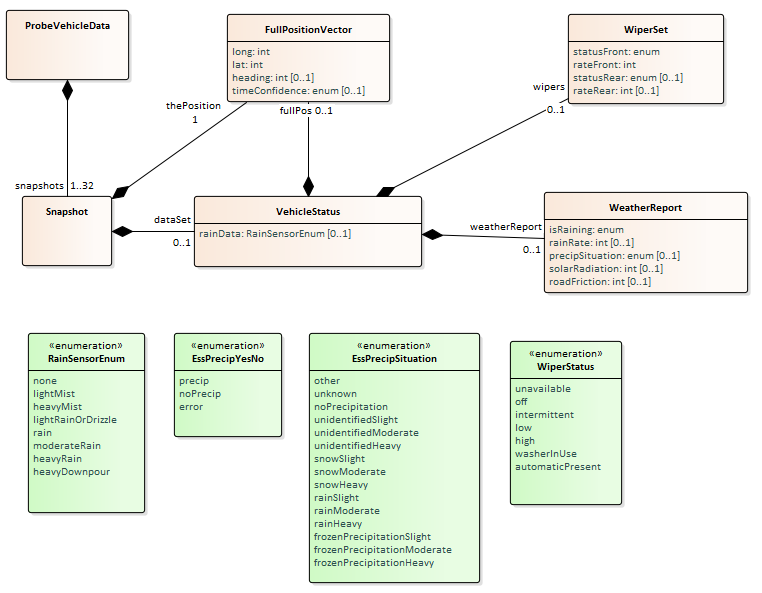 ProbeVehicleData
FullPositionVector
long: int
lat: int
heading: int [0..1]
timeConfidence: enum [0..1]
WiperSet
statusFront: enum
rateFront: int
statusRear: enum [0..1]
rateRear: int [0..1]
thePosition
1
fullPos 0..1
wipers
0..1
snapshots 1..32
Snapshot
dataSet
0..1
VehicleStatus
rainData: RainSensorEnum [0..1]
weatherReport
0..1
WeatherReport
isRaining: enum
rainRate: int [0..1]
precipSituation: enum [0..1]
solarRadiation: int [0..1]
roadFriction: int [0..1]
«enumeration»
RainSensorEnum
none
lightMist
heavyMist
lightRainOrDrizzle
rain
moderateRain
heavyRain
heavyDownpour
«enumeration»
EssPrecipYesNo
precip
noPrecip
error
«enumeration»
EssPrecipSituation
other
unknown
noPrecipitation
unidentifiedSlight
unidentifiedModerate
unidentifiedHeavy
snowSlight
snowModerate
snowHeavy
rainSlight
rainModerate
rainHeavy
frozenPrecipitationSlight
frozenPrecipitationModerate
frozenPrecipitationHeavy
«enumeration»
WiperStatus
unavailable
off
intermittent
low
high
washerInUse
automaticPresent